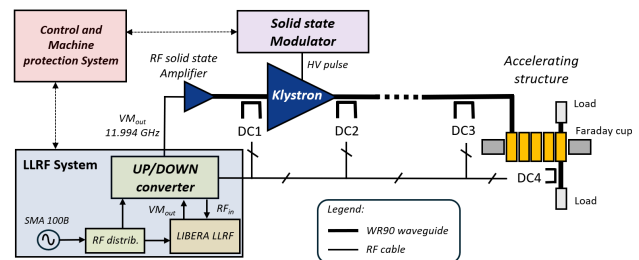 Control and
Machine
protection System
Solid state
Modulator
RF solid state
Amplifier
HV pulse
Klystron
Accelerating
structure
Load
Faraday cup
VMout
11.994 GHz
DC1
DC2
DC3
DC4
Load
LLRF System
UP/DOWN
converter
VMout
RFin
SMA 100B
RF distrib.
LIBERA LLRF
Legend:
WR90 waveguide
RF cable